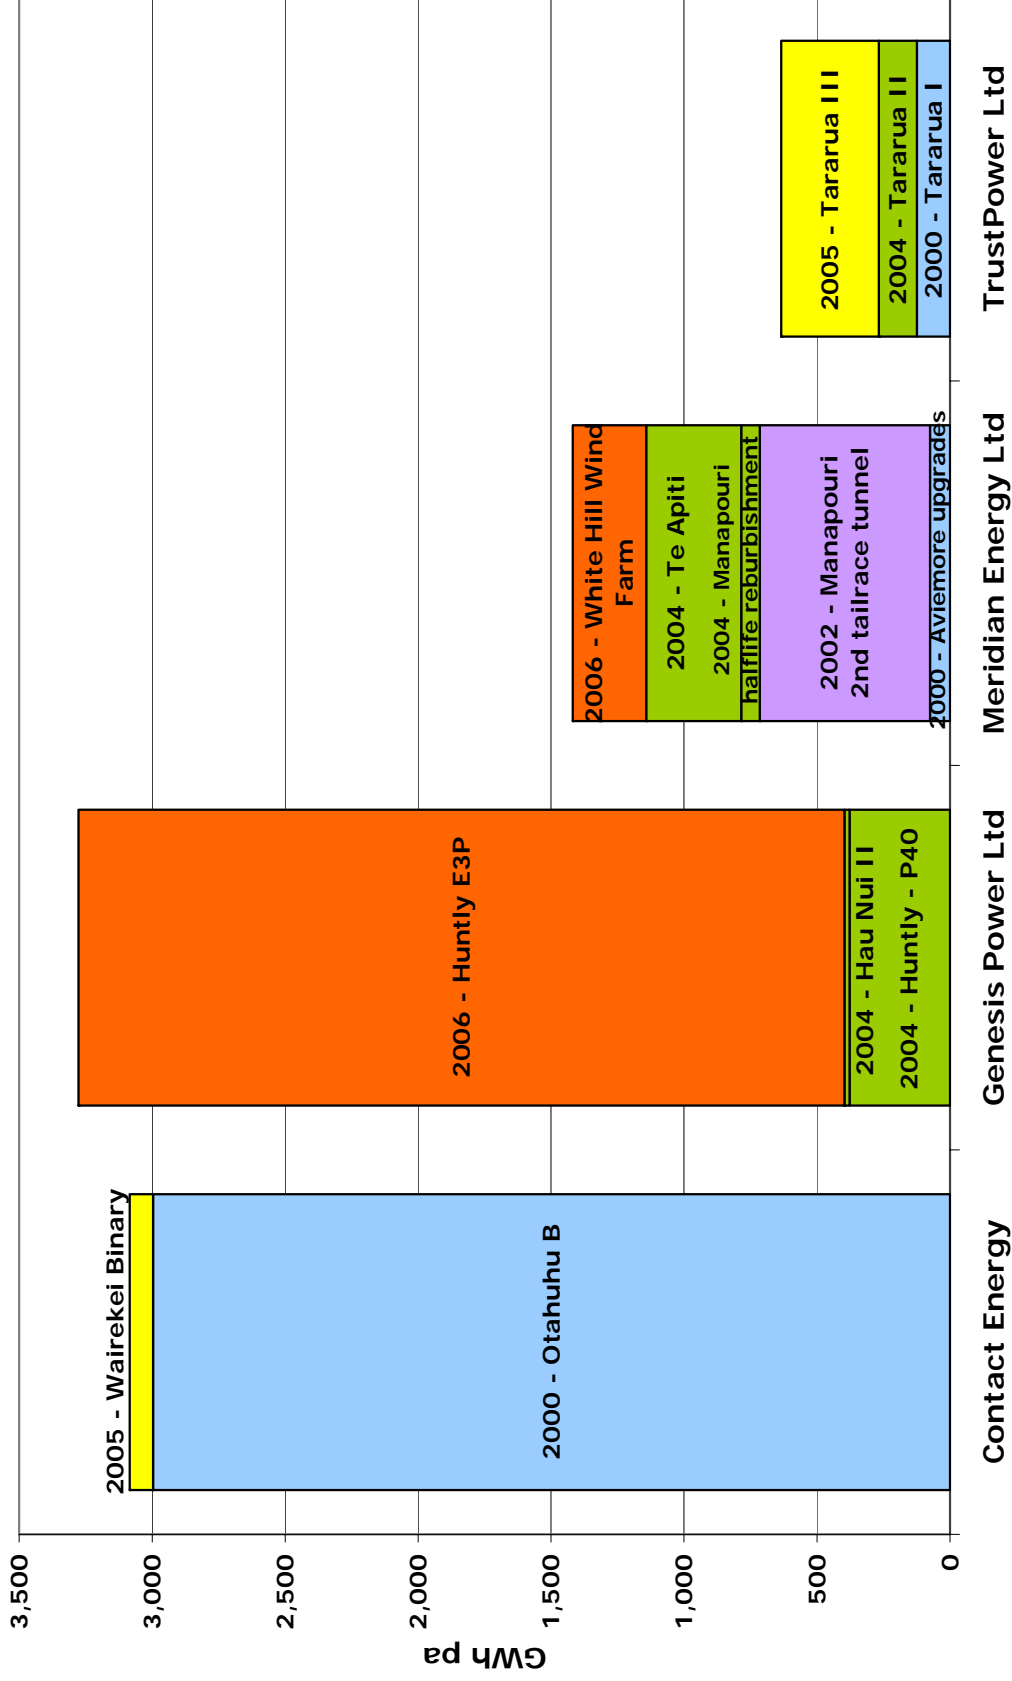 3,500
3,000
2,500
2,000
1,500
1,000
500
0
GWh pa
2005 - Wairekei Binary
2000 - Otahuhu B
2006 - Huntly E3P
2004 - Hau Nui II
2004 - Huntly - P40
2006 - White Hill Wind
Farm
2004 - Te Apiti
2004 - Manapouri
halflife reburbishment
2002 - Manapouri
2nd tailrace tunnel
2000 - Aviemore upgrades
2005 - Tararua III
2004 - Tararua II
2000 - Tararua I
Contact Energy
Genesis Power Ltd
Meridian Energy Ltd
TrustPower Ltd